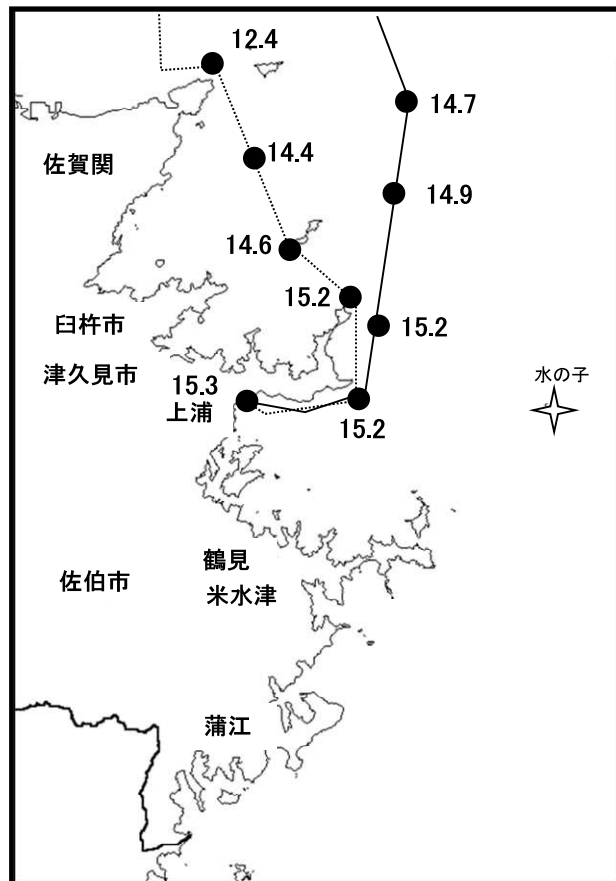 12.4
14.7
14.4
佐賀関
14.9
14.6
15.2
臼杵市
15.2
津久見市
15.3
水の子
上浦
15.2
鶴見
佐伯市
米水津
蒲江